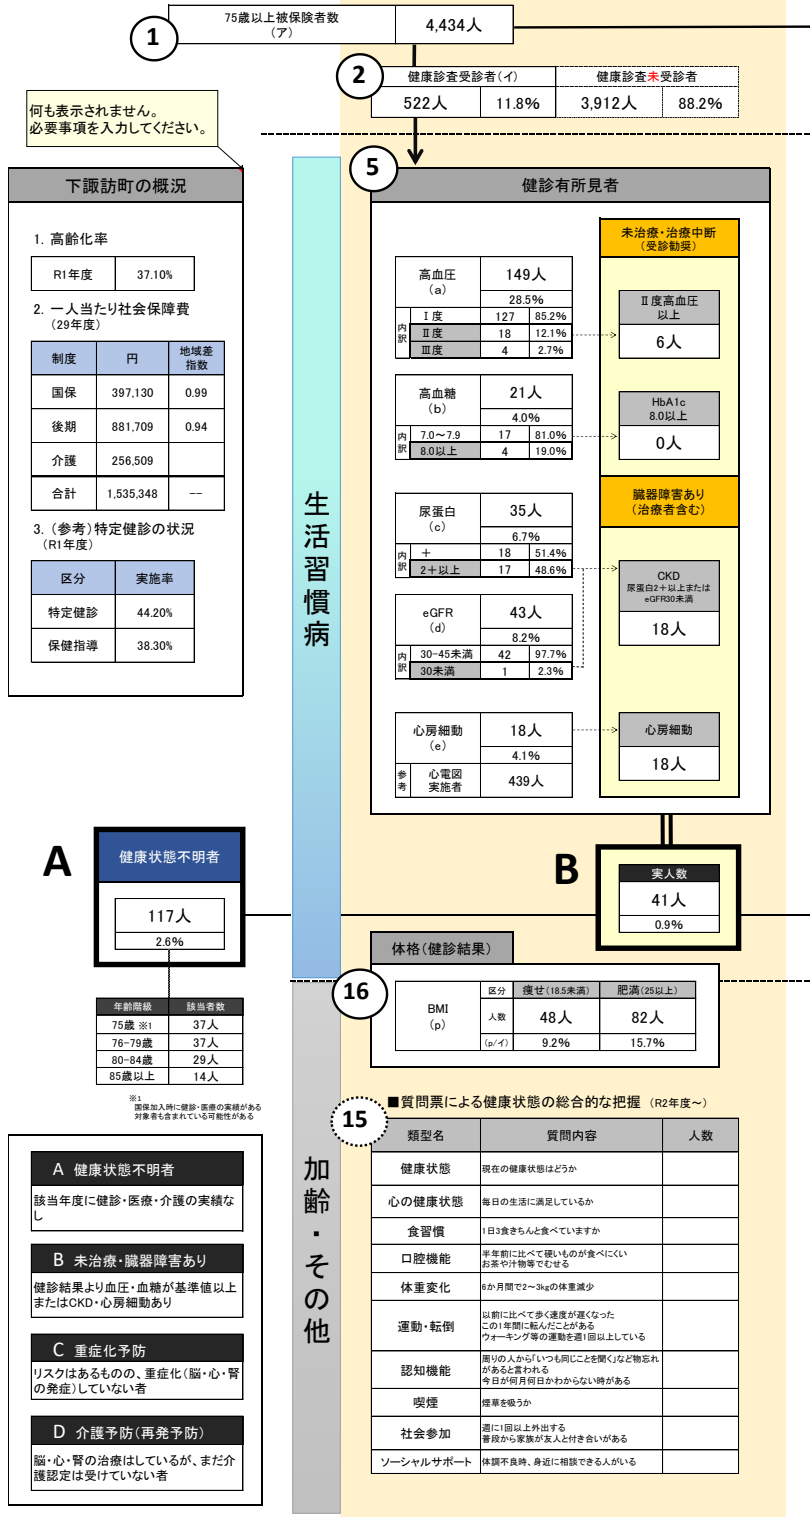 1
75歳以上被保険者数
(ア)
4,434人
2
健康診査受診者(イ)
健康診査未受診者
522人
11.8%
3,912人
88.2%
何も表示されません。
必要事項を入力してください。
下諏訪町の概況
1. 高齢化率
R1年度
37.10%
2. 一人当たり社会保障費
(29年度)
制度
円
地域差
指数
国保
397,130
0.99
後期
881,709
0.94
介護
256,509
合計
1,535,348
--
3. (参考)特定健診の状況
(R1年度)
区分
実施率
特定健診
44.20%
保健指導
38.30%
生活習慣病
5
健診有所見者
未治療・治療中断
(受診勧奨)
高血圧
(a)
149人
28.5%
内訳
Ⅰ度
127
85.2%
Ⅱ度
18
12.1%
Ⅲ度
4
2.7%
Ⅱ度高血圧
以上
6人
高血糖
(b)
21人
4.0%
内訳
7.0～7.9
17
81.0%
8.0以上
4
19.0%
HbA1c
8.0以上
0人
臓器障害あり
(治療者含む)
尿蛋白
(c)
35人
6.7%
内訳
＋
18
51.4%
2＋以上
17
48.6%
CKD
尿蛋白2＋以上または
eGFR30未満
18人
eGFR
(d)
43人
8.2%
内訳
30-45未満
42
97.7%
30未満
1
2.3%
心房細動
(e)
18人
4.1%
参考
心電図
実施者
439人
心房細動
18人
A
健康状態不明者
117人
2.6%
B
実人数
41人
0.9%
年齢階級
該当者数
75歳 ※1
37人
76-79歳
37人
80-84歳
29人
85歳以上
14人
※1
国保加入時に健診・医療の実績がある
対象者も含まれている可能性がある
体格(健診結果)
16
BMI
(p)
区分
痩せ(18.5未満)
肥満(25以上)
人数
48人
82人
(p/イ)
9.2%
15.7%
加齢・その他
15
■質問票による健康状態の総合的な把握 (R2年度～)
類型名
質問内容
人数
健康状態
現在の健康状態はどうか
心の健康状態
毎日の生活に満足しているか
食習慣
1日3食きちんと食べていますか
口腔機能
半年前に比べて硬いものが食べにくい
お茶や汁物等でむせる
体重変化
6か月間で2～3kgの体重減少
運動・転倒
以前に比べて歩く速度が遅くなった
この1年間に転んだことがある
ウォーキング等の運動を週1回以上している
認知機能
周りの人から「いつも同じことを聞く」など物忘れ
があると言われる
今日が何月何日かわからない時がある
喫煙
煙草を吸うか
社会参加
週に1回以上外出する
普段から家族が友人と付き合いがある
ソーシャルサポート
体調不良時、身近に相談できる人がいる
A 健康状態不明者
該当年度に健診・医療・介護の実績な
し
B 未治療・臓器障害あり
健診結果より血圧・血糖が基準値以上
またはCKD・心房細動あり
C 重症化予防
リスクはあるものの、重症化(脳・心・腎
の発症)していない者
D 介護予防(再発予防)
脳・心・腎の治療はしているが、まだ介
護認定は受けていない者